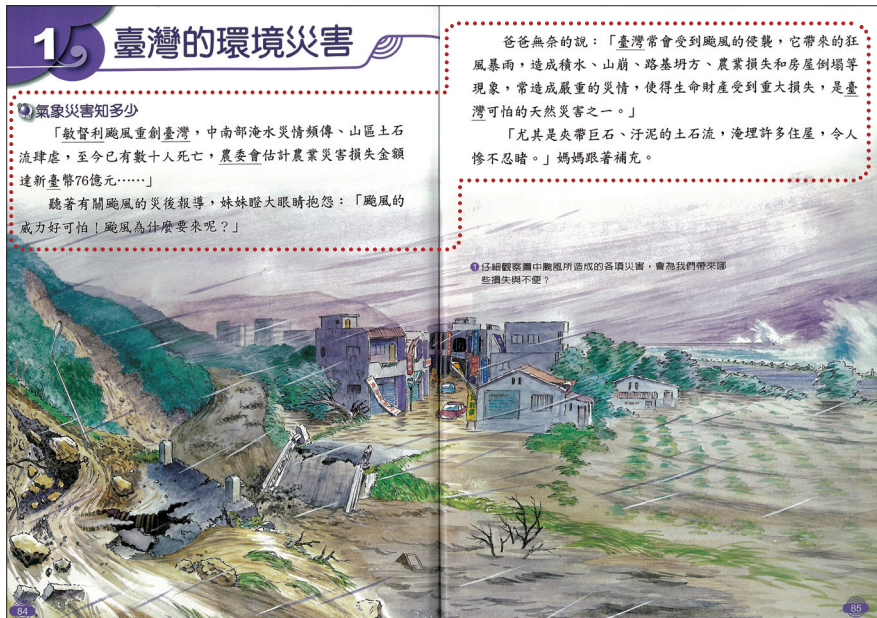 1
臺灣的環境災害
氣象災害知多少
「敏督利颱風重創臺灣,中南部淹水災情頻傳、山區土石
流肆虐,至今已有數十人死亡,農委會估計農業災害損失金額
達新臺幣76億元……」
聽著有關颱風的災後報導,妹妹瞪大眼睛抱怨:「颱風的
威力好可怕!颱風為什麼要來呢?」
爸爸無奈的說:「臺灣常會受到颱風的侵襲,它帶來的狂
風暴雨,造成積水、山崩、路基坍方、農業損失和房屋倒塌等
現象,常造成嚴重的災情,使得生命財產受到重大損失,是臺
灣可怕的天然災害之一。」
「尤其是夾帶巨石、汙泥的土石流,淹埋許多住屋,令人
慘不忍睹。」媽媽跟著補充。
1 仔細觀察圖中颱風所造成的各項災害,會為我們帶來哪
些損失與不便?
84
85